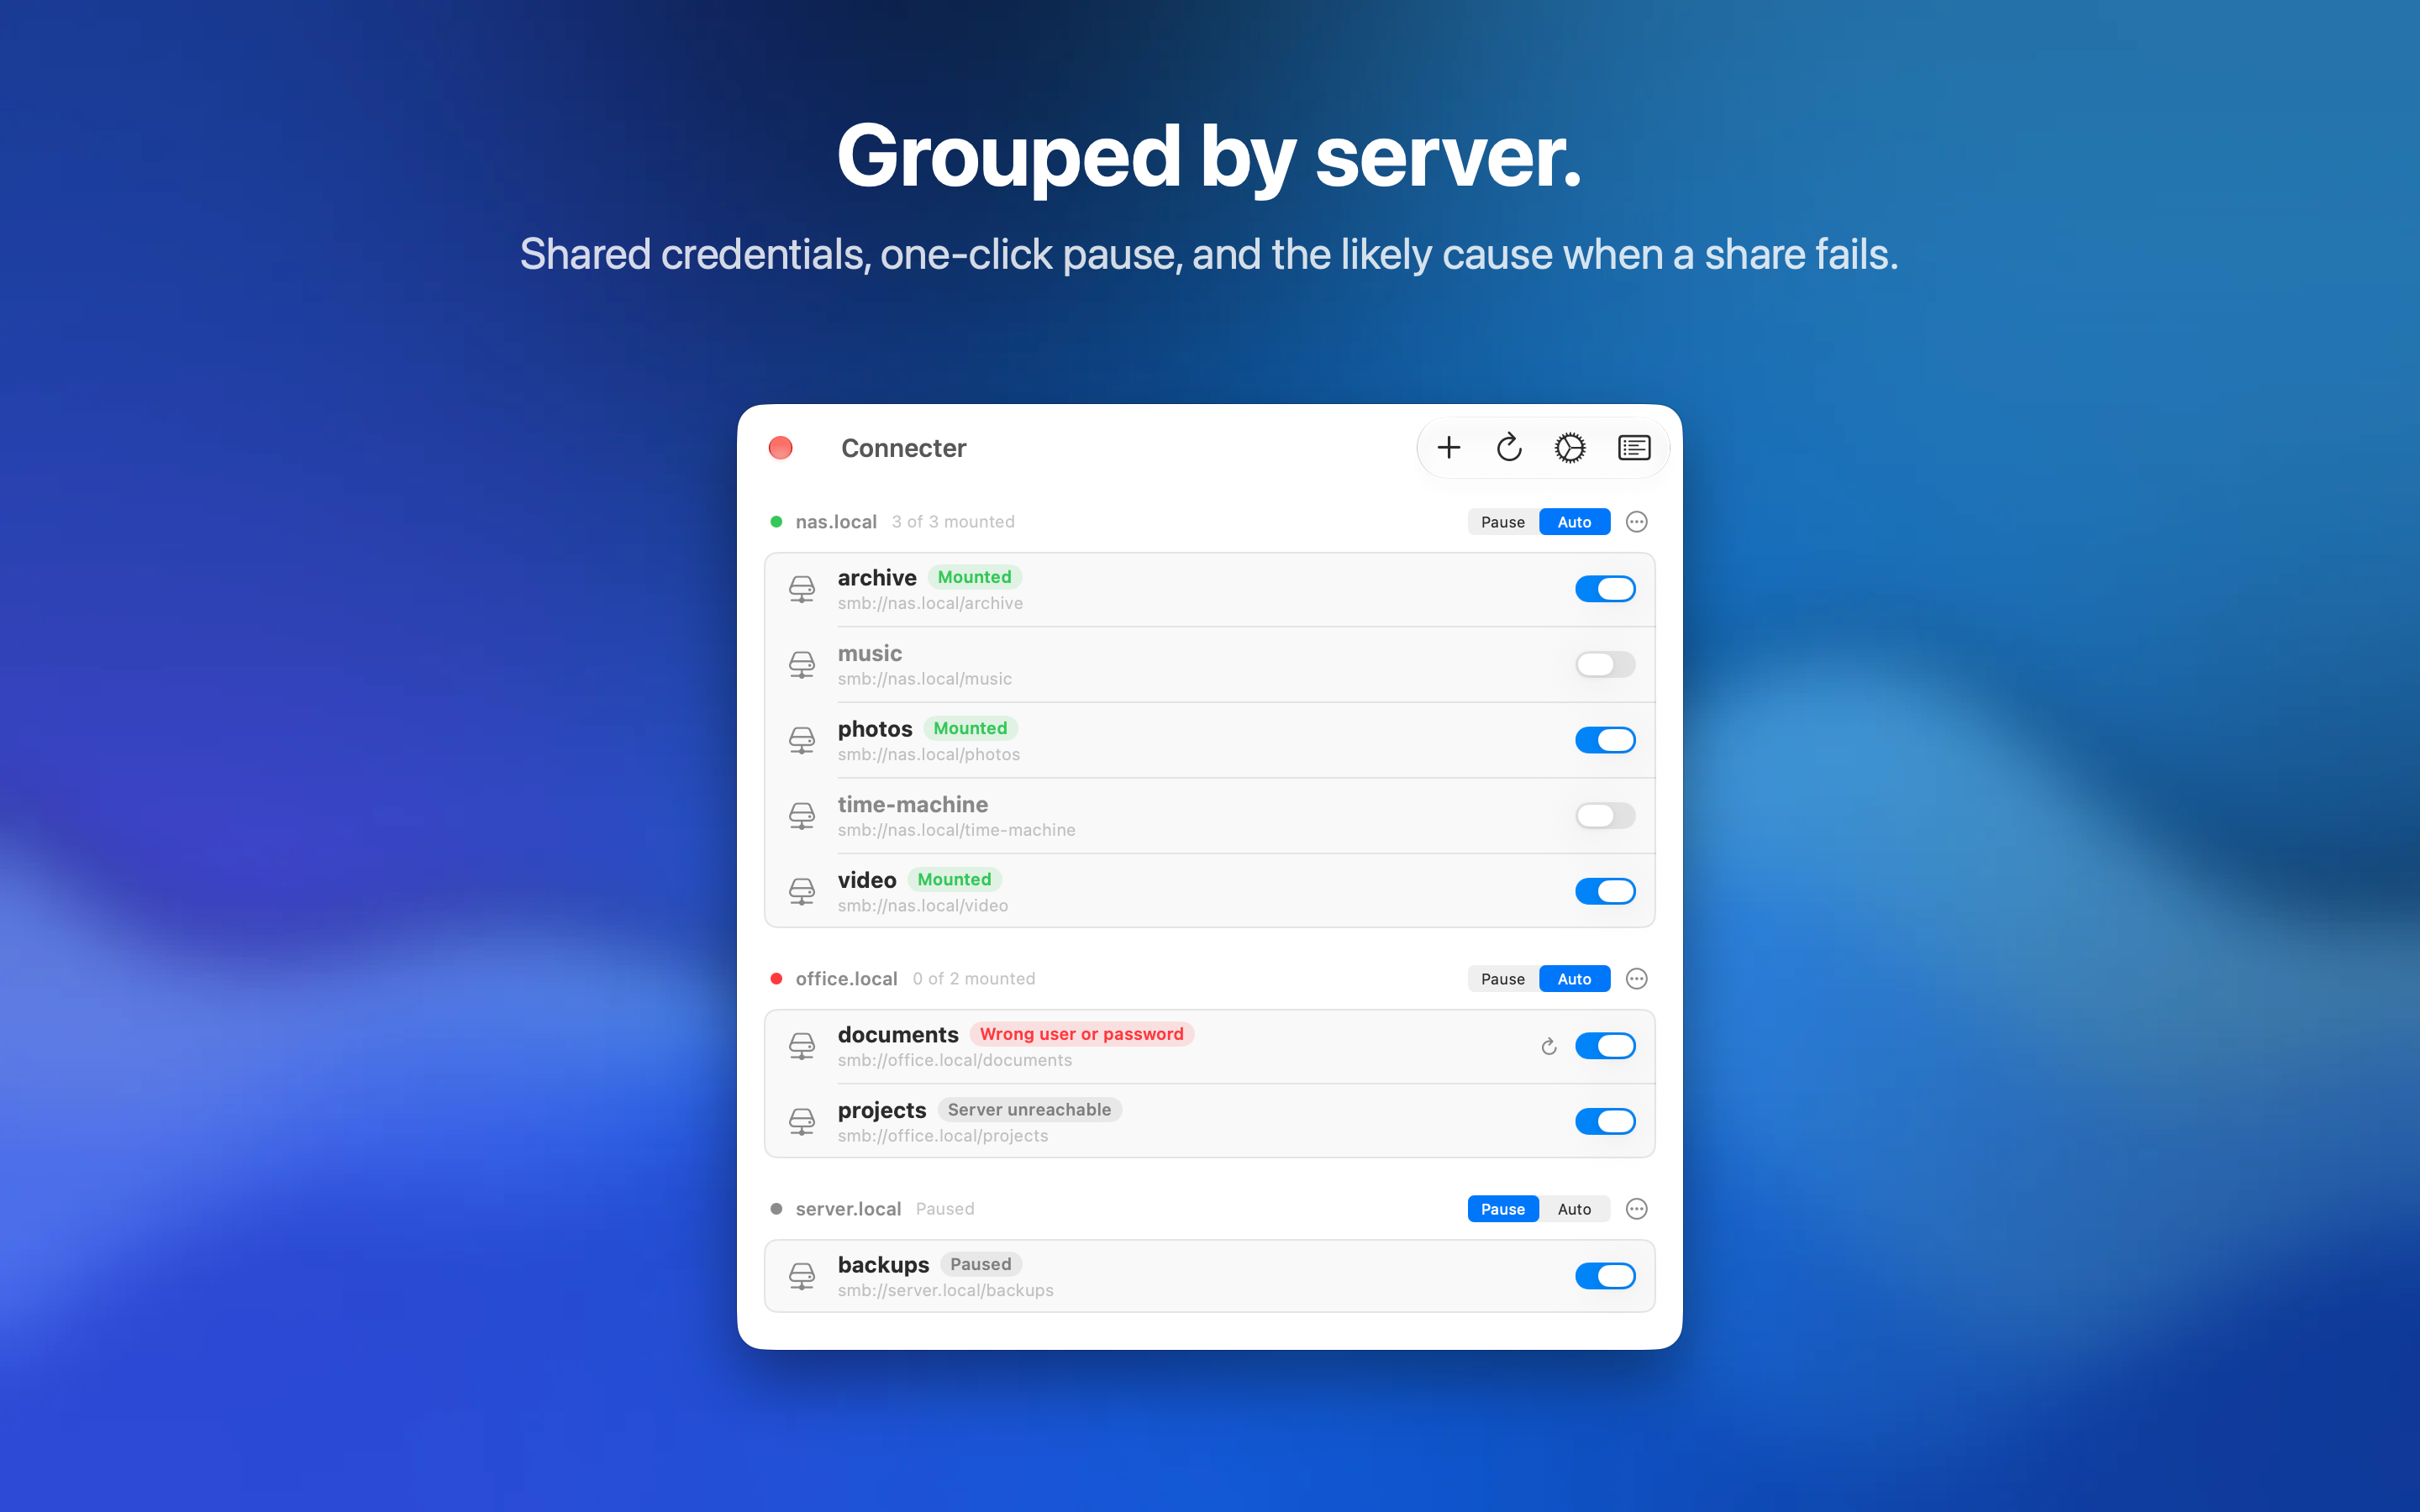 Grouped by server.
Shared credentials, one-click pause, and the likely cause when a share fails.
Connecter
nas.local 3 of 3 mounted Pause Auto
archive Mounted
smb://nas.local/archive
music
smb://nas.local/music
photos Mounted
smb://nas.local/photos
time-machine
smb://nas.local/time-machine
video Mounted
smb://nas.local/video
office.local 0 of 2 mounted Pause Auto
documents Wrong user or password
smb://office.local/documents
projects Server unreachable
smb://office.local/projects
server.local Paused Pause Auto
backups Paused
smb://server.local/backups